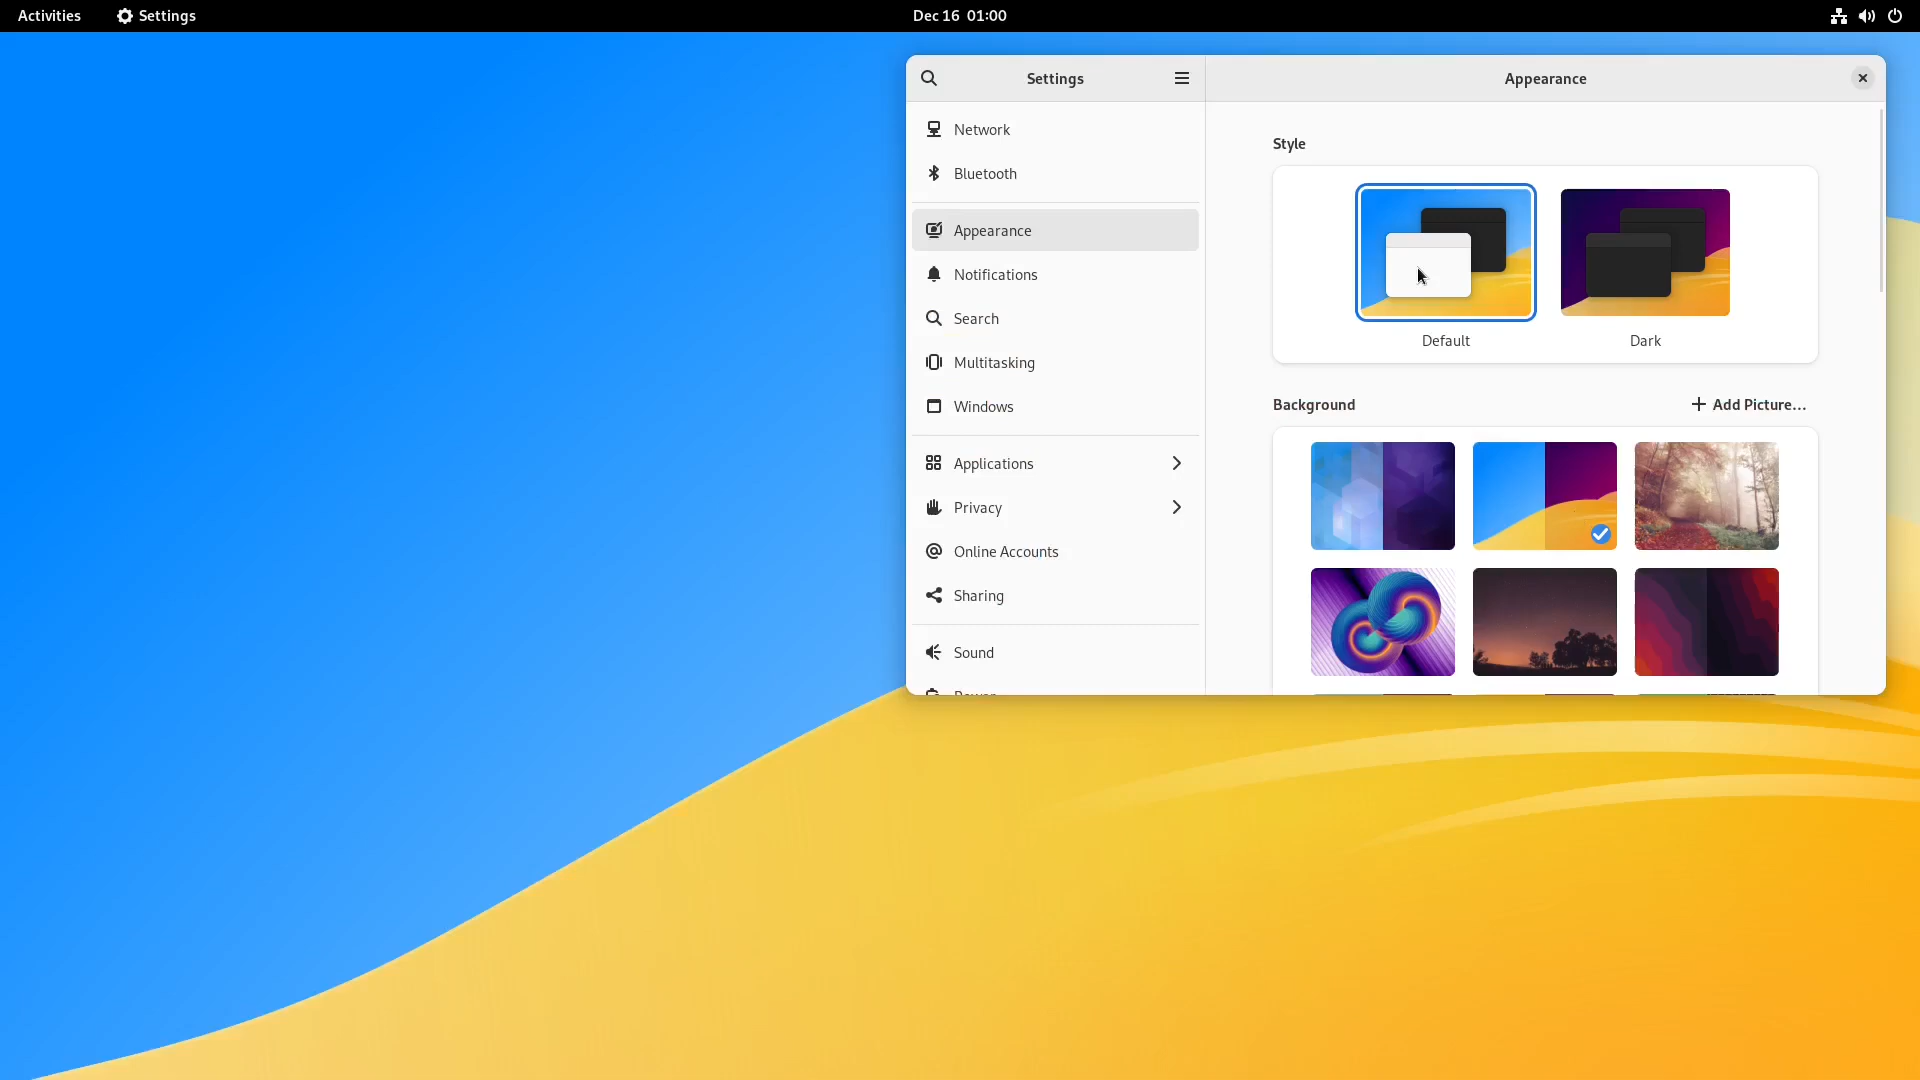 Activities Settings Dec 16 01:00
Settings
Appearance
Network
Bluetooth
Appearance
Notifications
Search
Multitasking
Windows
Applications
Privacy
Online Accounts
Sharing
Sound
Style
Default Dark
Background Add Picture...